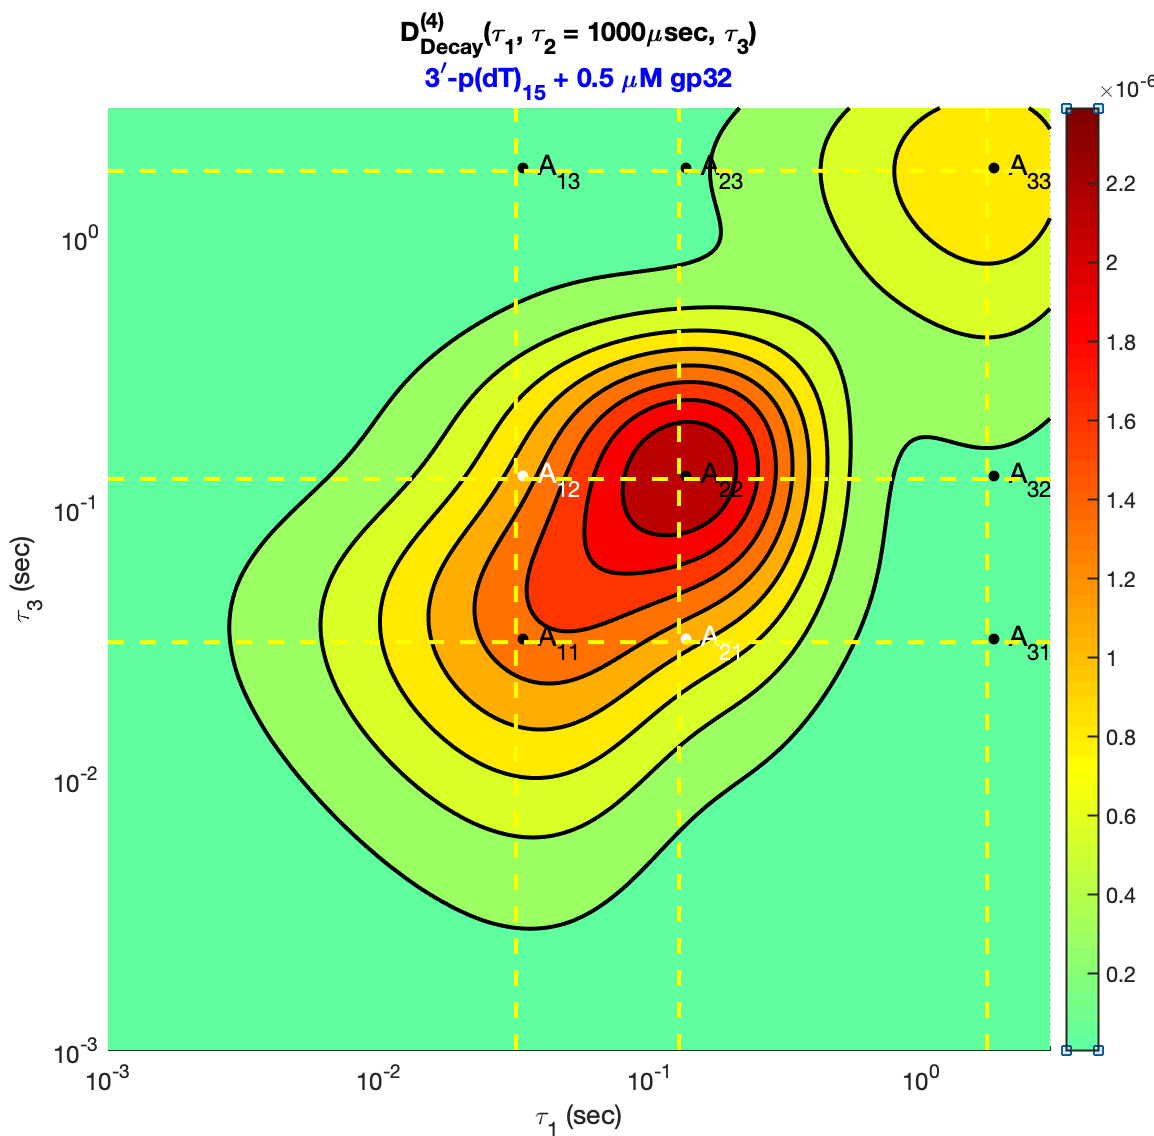 D(4)Decay(τ1, τ2 = 1000μsec, τ3)
3′-p(dT)15 + 0.5 μM gp32
×10-6
A13
A23
A33
2.2
100
2
1.8
1.6
A12
A22
A32
10-1
1.4
τ3 (sec)
1.2
A11
A21
A31
1
0.8
10-2
0.6
0.4
0.2
10-3
10-3
10-2
10-1
100
τ1 (sec)